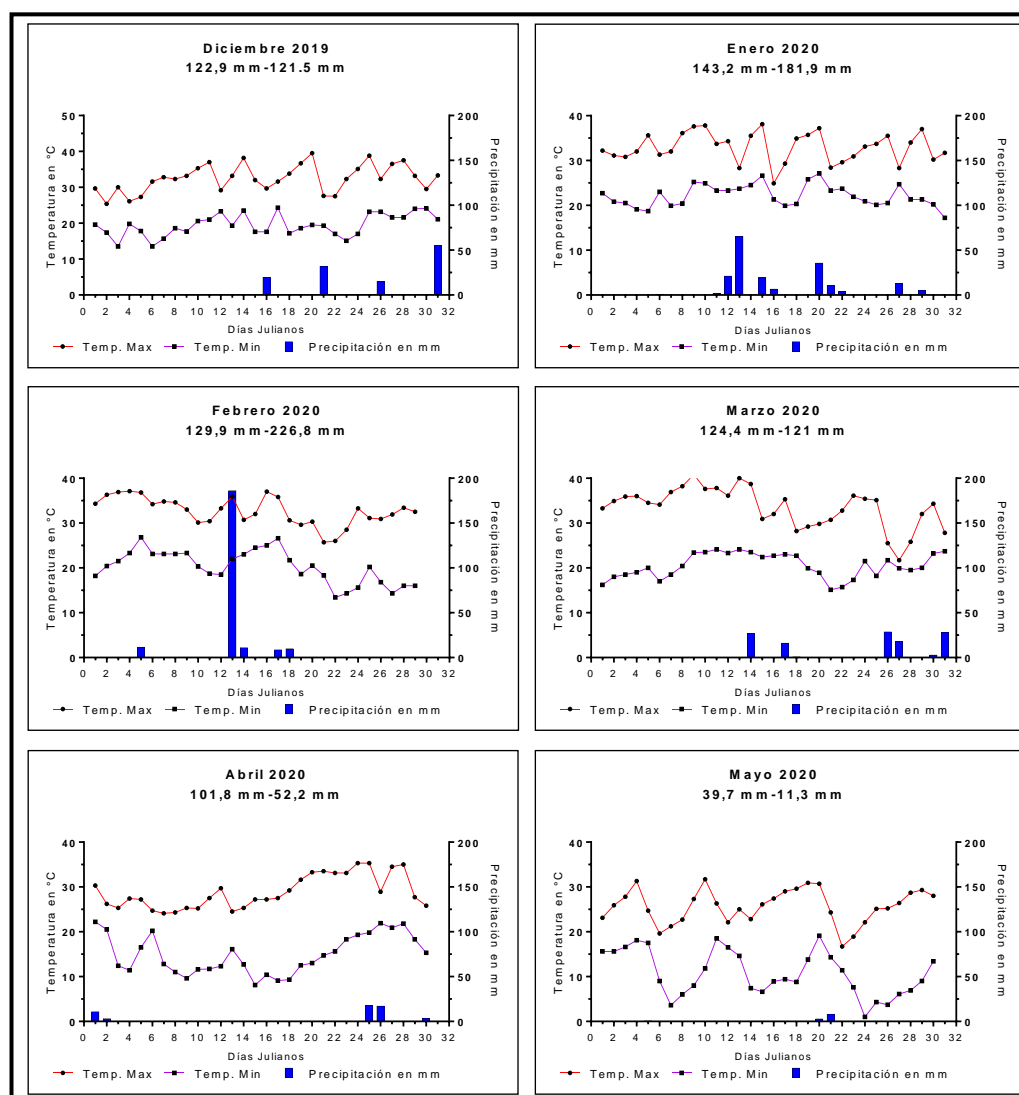 Diciembre 2019
122,9 mm-121.5 mm
Temperatura en °C
Precipitación en mm
50
40
30
20
10
0
200
150
100
50
0
0 2 4 6 8 10 12 14 16 18 20 22 24 26 28 30 32
Días Julianos
Temp. Max Temp. Min Precipitación en mm
Enero 2020
143,2 mm-181,9 mm
Temperatura en °C
Precipitación en mm
40
30
20
10
0
200
150
100
50
0
0 2 4 6 8 10 12 14 16 18 20 22 24 26 28 30 32
Días Julianos
Temp. Max Temp. Min Precipitación en mm
Febrero 2020
129,9 mm-226,8 mm
Temperatura en °C
Precipitación en mm
40
30
20
10
0
200
150
100
50
0
0 2 4 6 8 10 12 14 16 18 20 22 24 26 28 30 32
Días Julianos
Temp. Max Temp. Min Precipitación en mm
Marzo 2020
124,4 mm-121 mm
Temperatura en °C
Precipitación en mm
40
30
20
10
0
200
150
100
50
0
0 2 4 6 8 10 12 14 16 18 20 22 24 26 28 30 32
Días Julianos
Temp. Max Temp. Min Precipitación en mm
Abril 2020
101,8 mm-52,2 mm
Temperatura en °C
Precipitación en mm
40
30
20
10
0
200
150
100
50
0
0 2 4 6 8 10 12 14 16 18 20 22 24 26 28 30 32
Días Julianos
Temp. Max Temp. Min Precipitación en mm
Mayo 2020
39,7 mm-11,3 mm
Temperatura en °C
Precipitación en mm
40
30
20
10
0
200
150
100
50
0
0 2 4 6 8 10 12 14 16 18 20 22 24 26 28 30 32
Días Julianos
Temp. Max Temp. Min Precipitación en mm